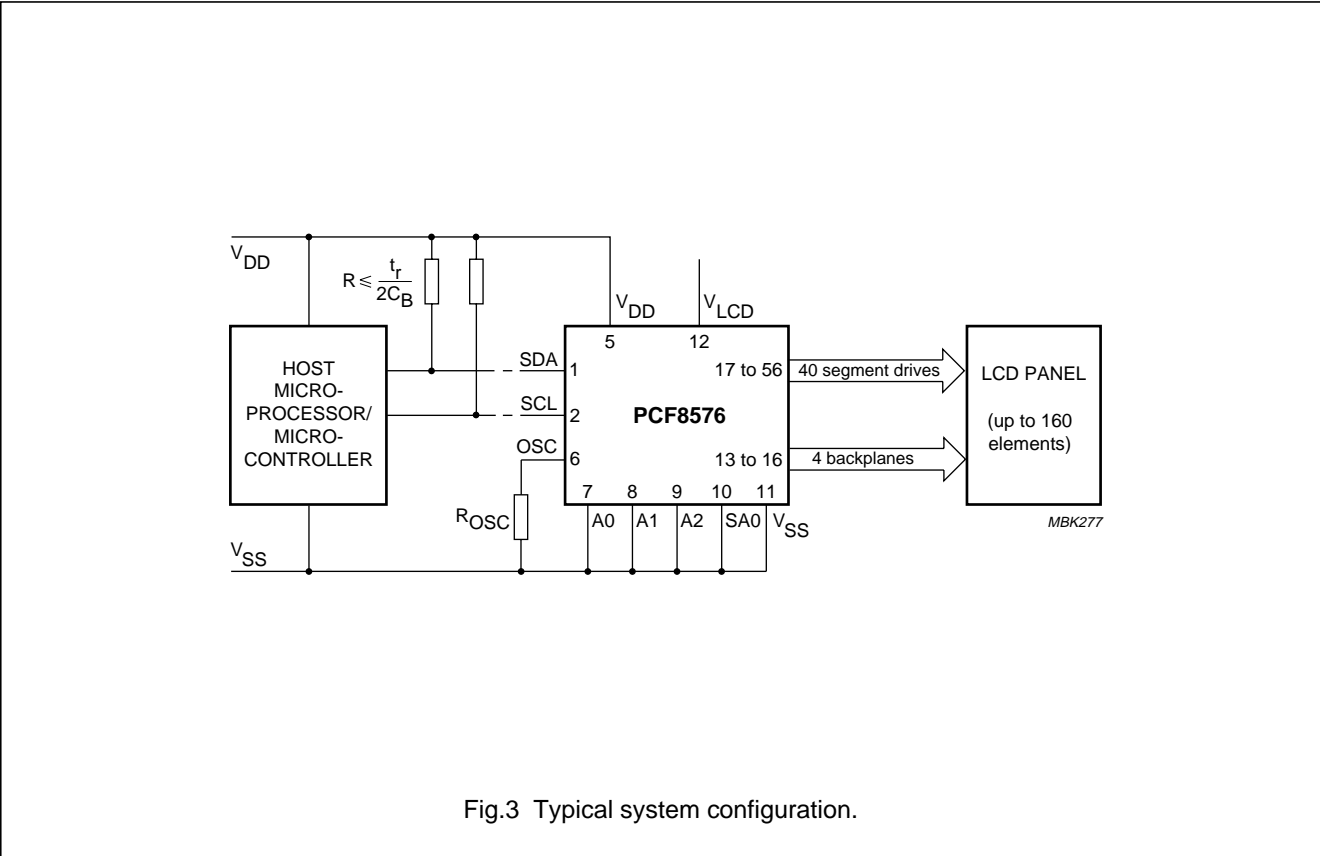 VDD
R ⩽ tr
2CB
VDD
VLCD
5
12
HOST
MICRO-
PROCESSOR/
MICRO-
CONTROLLER
SDA
1
SCL
2
OSC
6
PCF8576
17 to 56
40 segment drives
13 to 16
4 backplanes
LCD PANEL
(up to 160
elements)
7 8 9 10 11
ROSC
A0 A1 A2 SA0 VSS
VSS
MBK277
Fig.3 Typical system configuration.